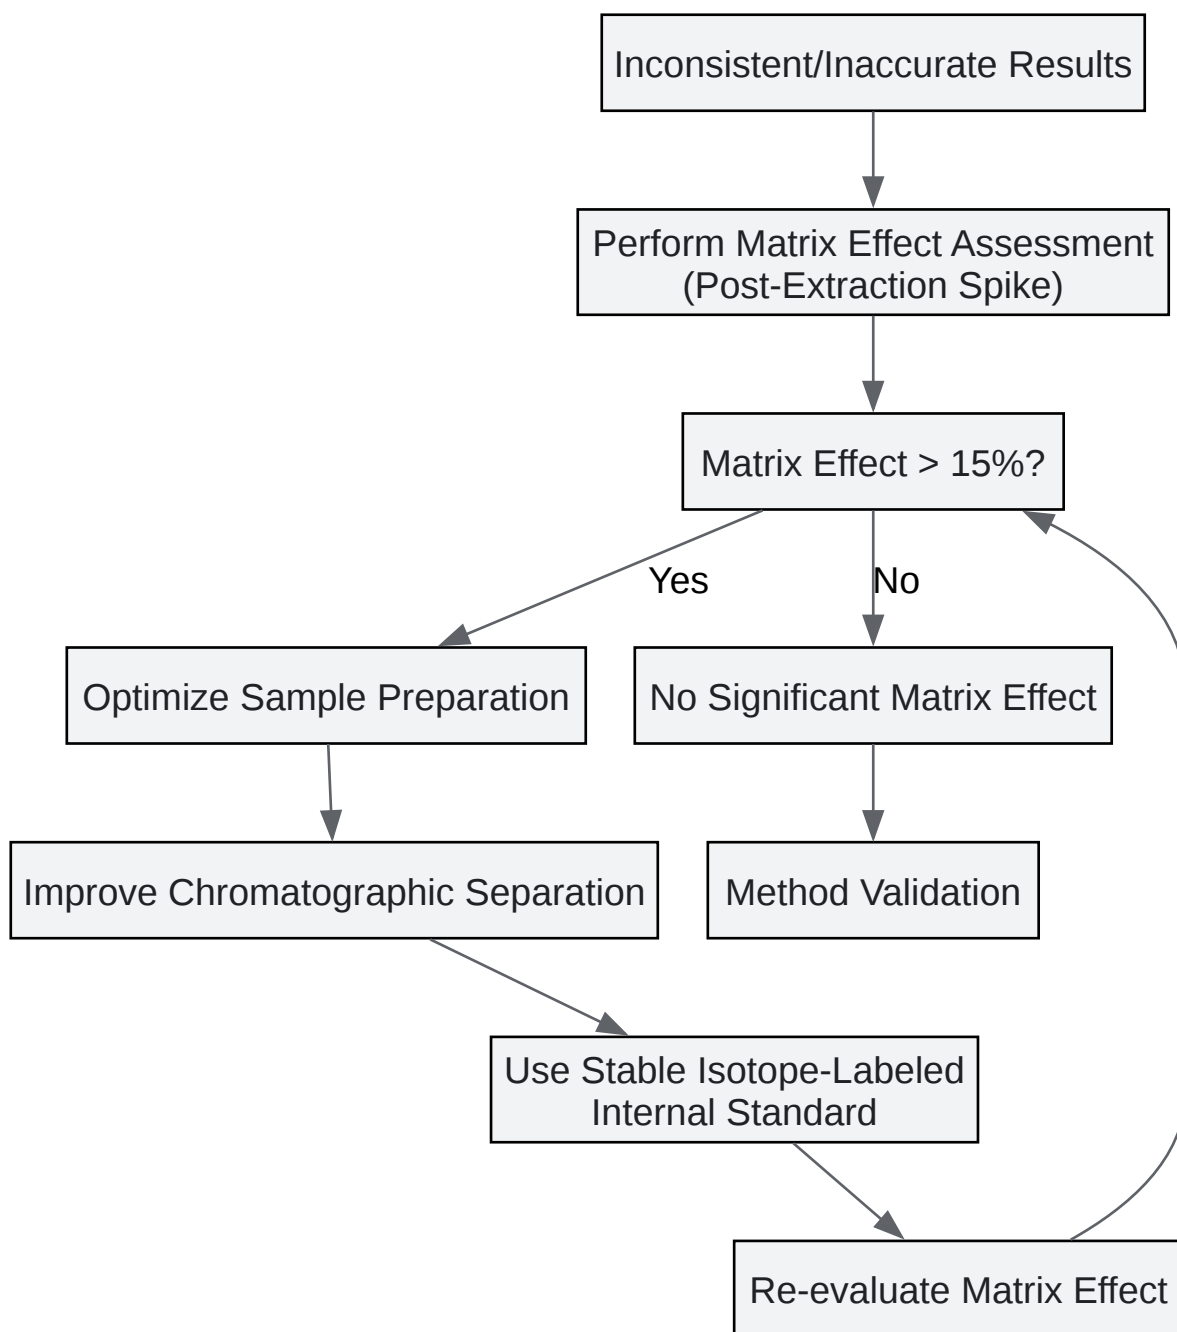 Inconsistent/Inaccurate Results
Perform Matrix Effect Assessment
(Post-Extraction Spike)
Matrix Effect > 15%?
Yes
No
Optimize Sample Preparation
No Significant Matrix Effect
Improve Chromatographic Separation
Method Validation
Use Stable Isotope-Labeled
Internal Standard
Re-evaluate Matrix Effect